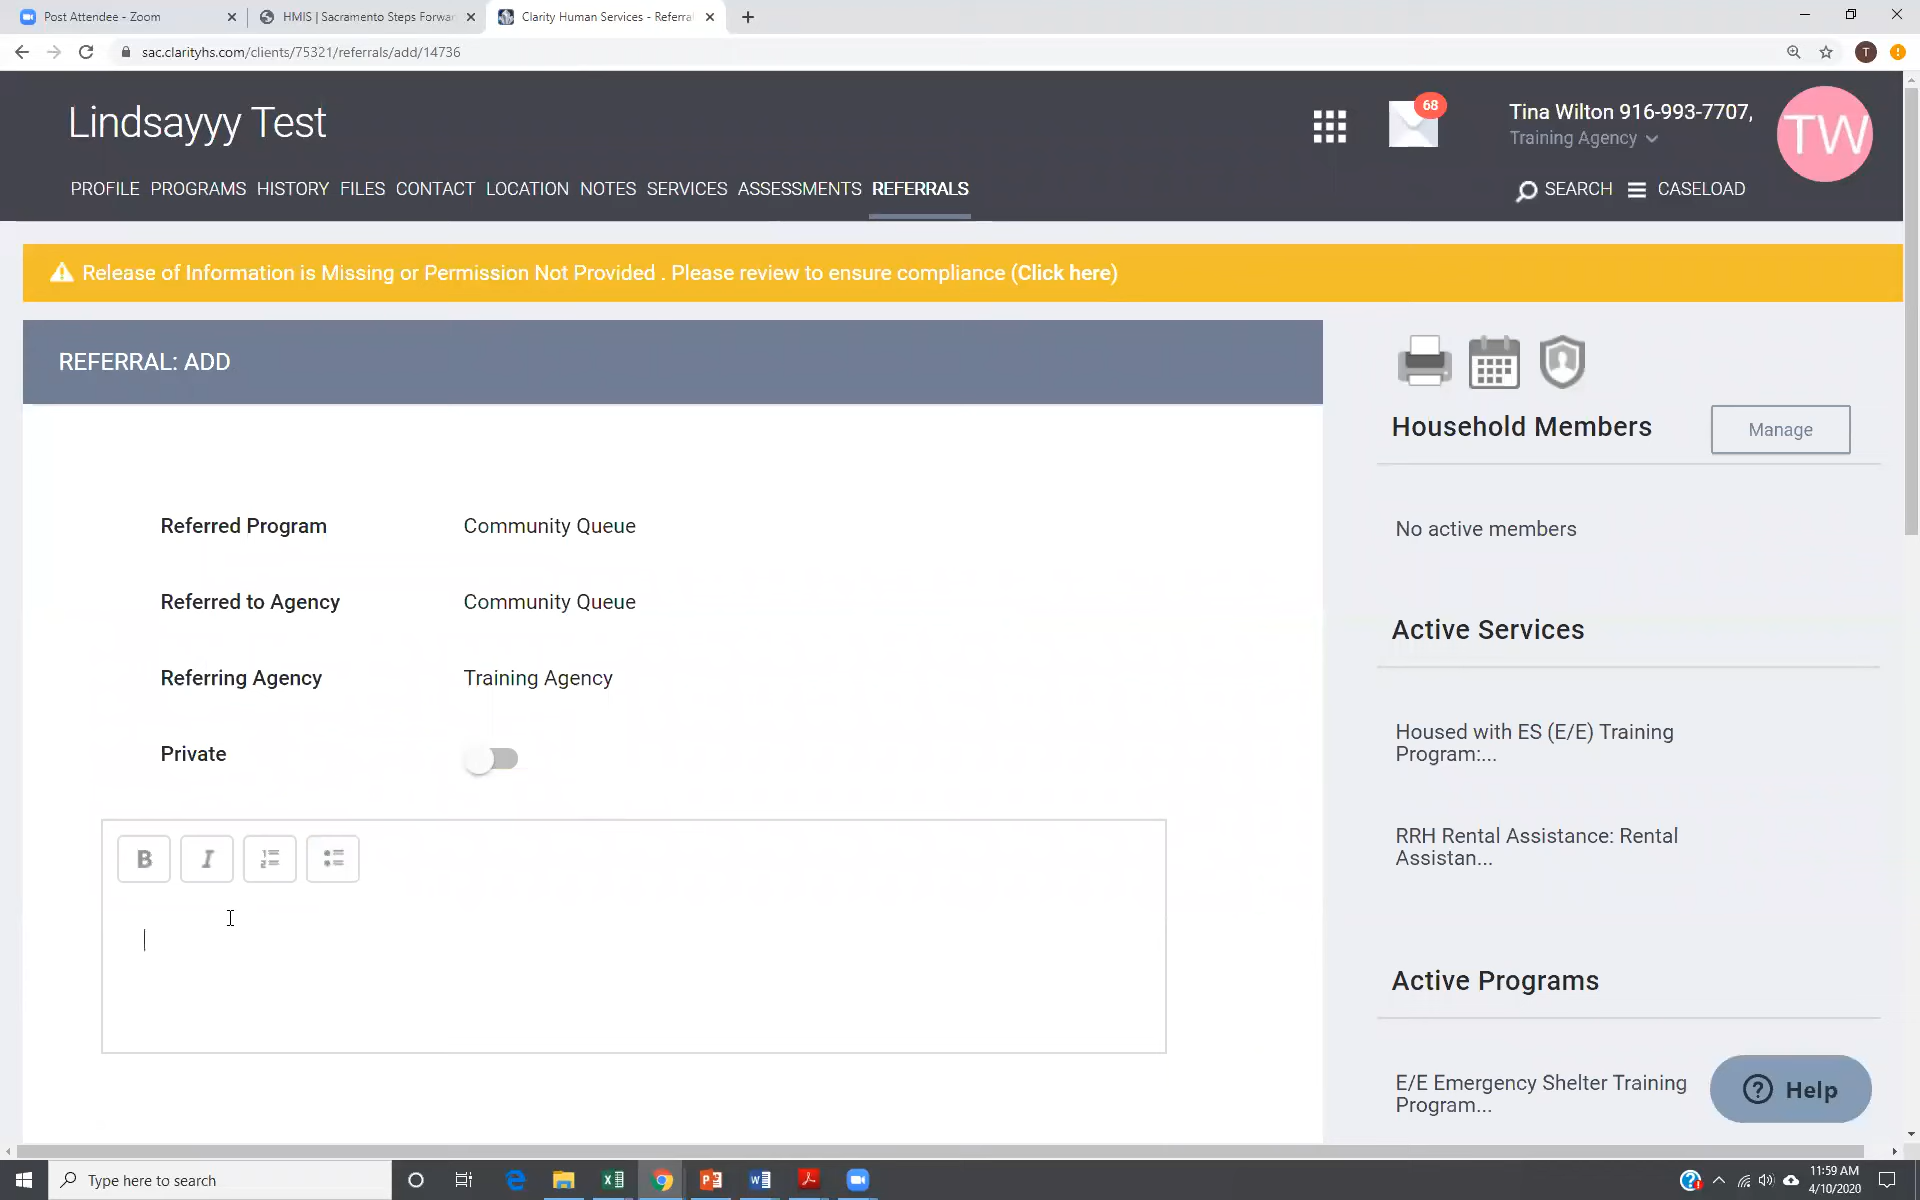 Post Attendee - Zoom
HMIS | Sacramento Steps Forwar
Clarity Human Services - Referral
sac.clarityhs.com/clients/75321/referrals/add/14736
T
Lindsayyy Test
68
Tina Wilton 916-993-7707,
Training Agency
TW
PROFILE PROGRAMS HISTORY FILES CONTACT LOCATION NOTES SERVICES ASSESSMENTS REFERRALS
SEARCH CASELOAD
Release of Information is Missing or Permission Not Provided . Please review to ensure compliance (Click here)
REFERRAL: ADD
Household Members
Manage
No active members
Referred Program Community Queue
Referred to Agency Community Queue
Referring Agency Training Agency
Private
B I
Active Services
Housed with ES (E/E) Training
Program:...
RRH Rental Assistance: Rental
Assistan...
Active Programs
E/E Emergency Shelter Training
Program...
Help
Type here to search
11:59 AM
4/10/2020